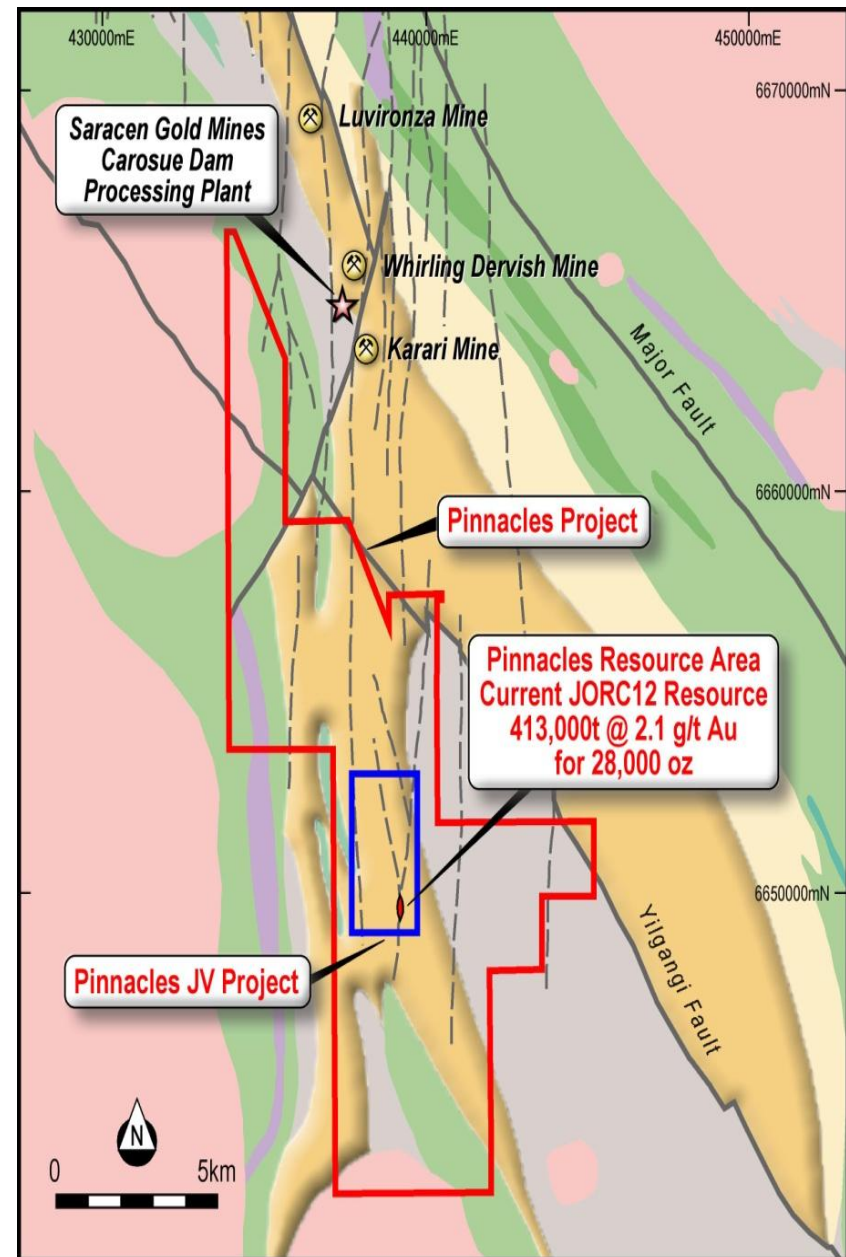 430000mE
440000mE
450000mE
6670000mN
Luvironza Mine
Saracen Gold Mines
Carosue Dam
Processing Plant
Whirling Dervish Mine
Karari Mine
Major Fault
6660000mN
Pinnacles Project
Pinnacles Resource Area
Current JORC12 Resource
413,000t @ 2.1 g/t Au
for 28,000 oz
6650000mN
Yilgangi Fault
Pinnacles JV Project
N
0
5km